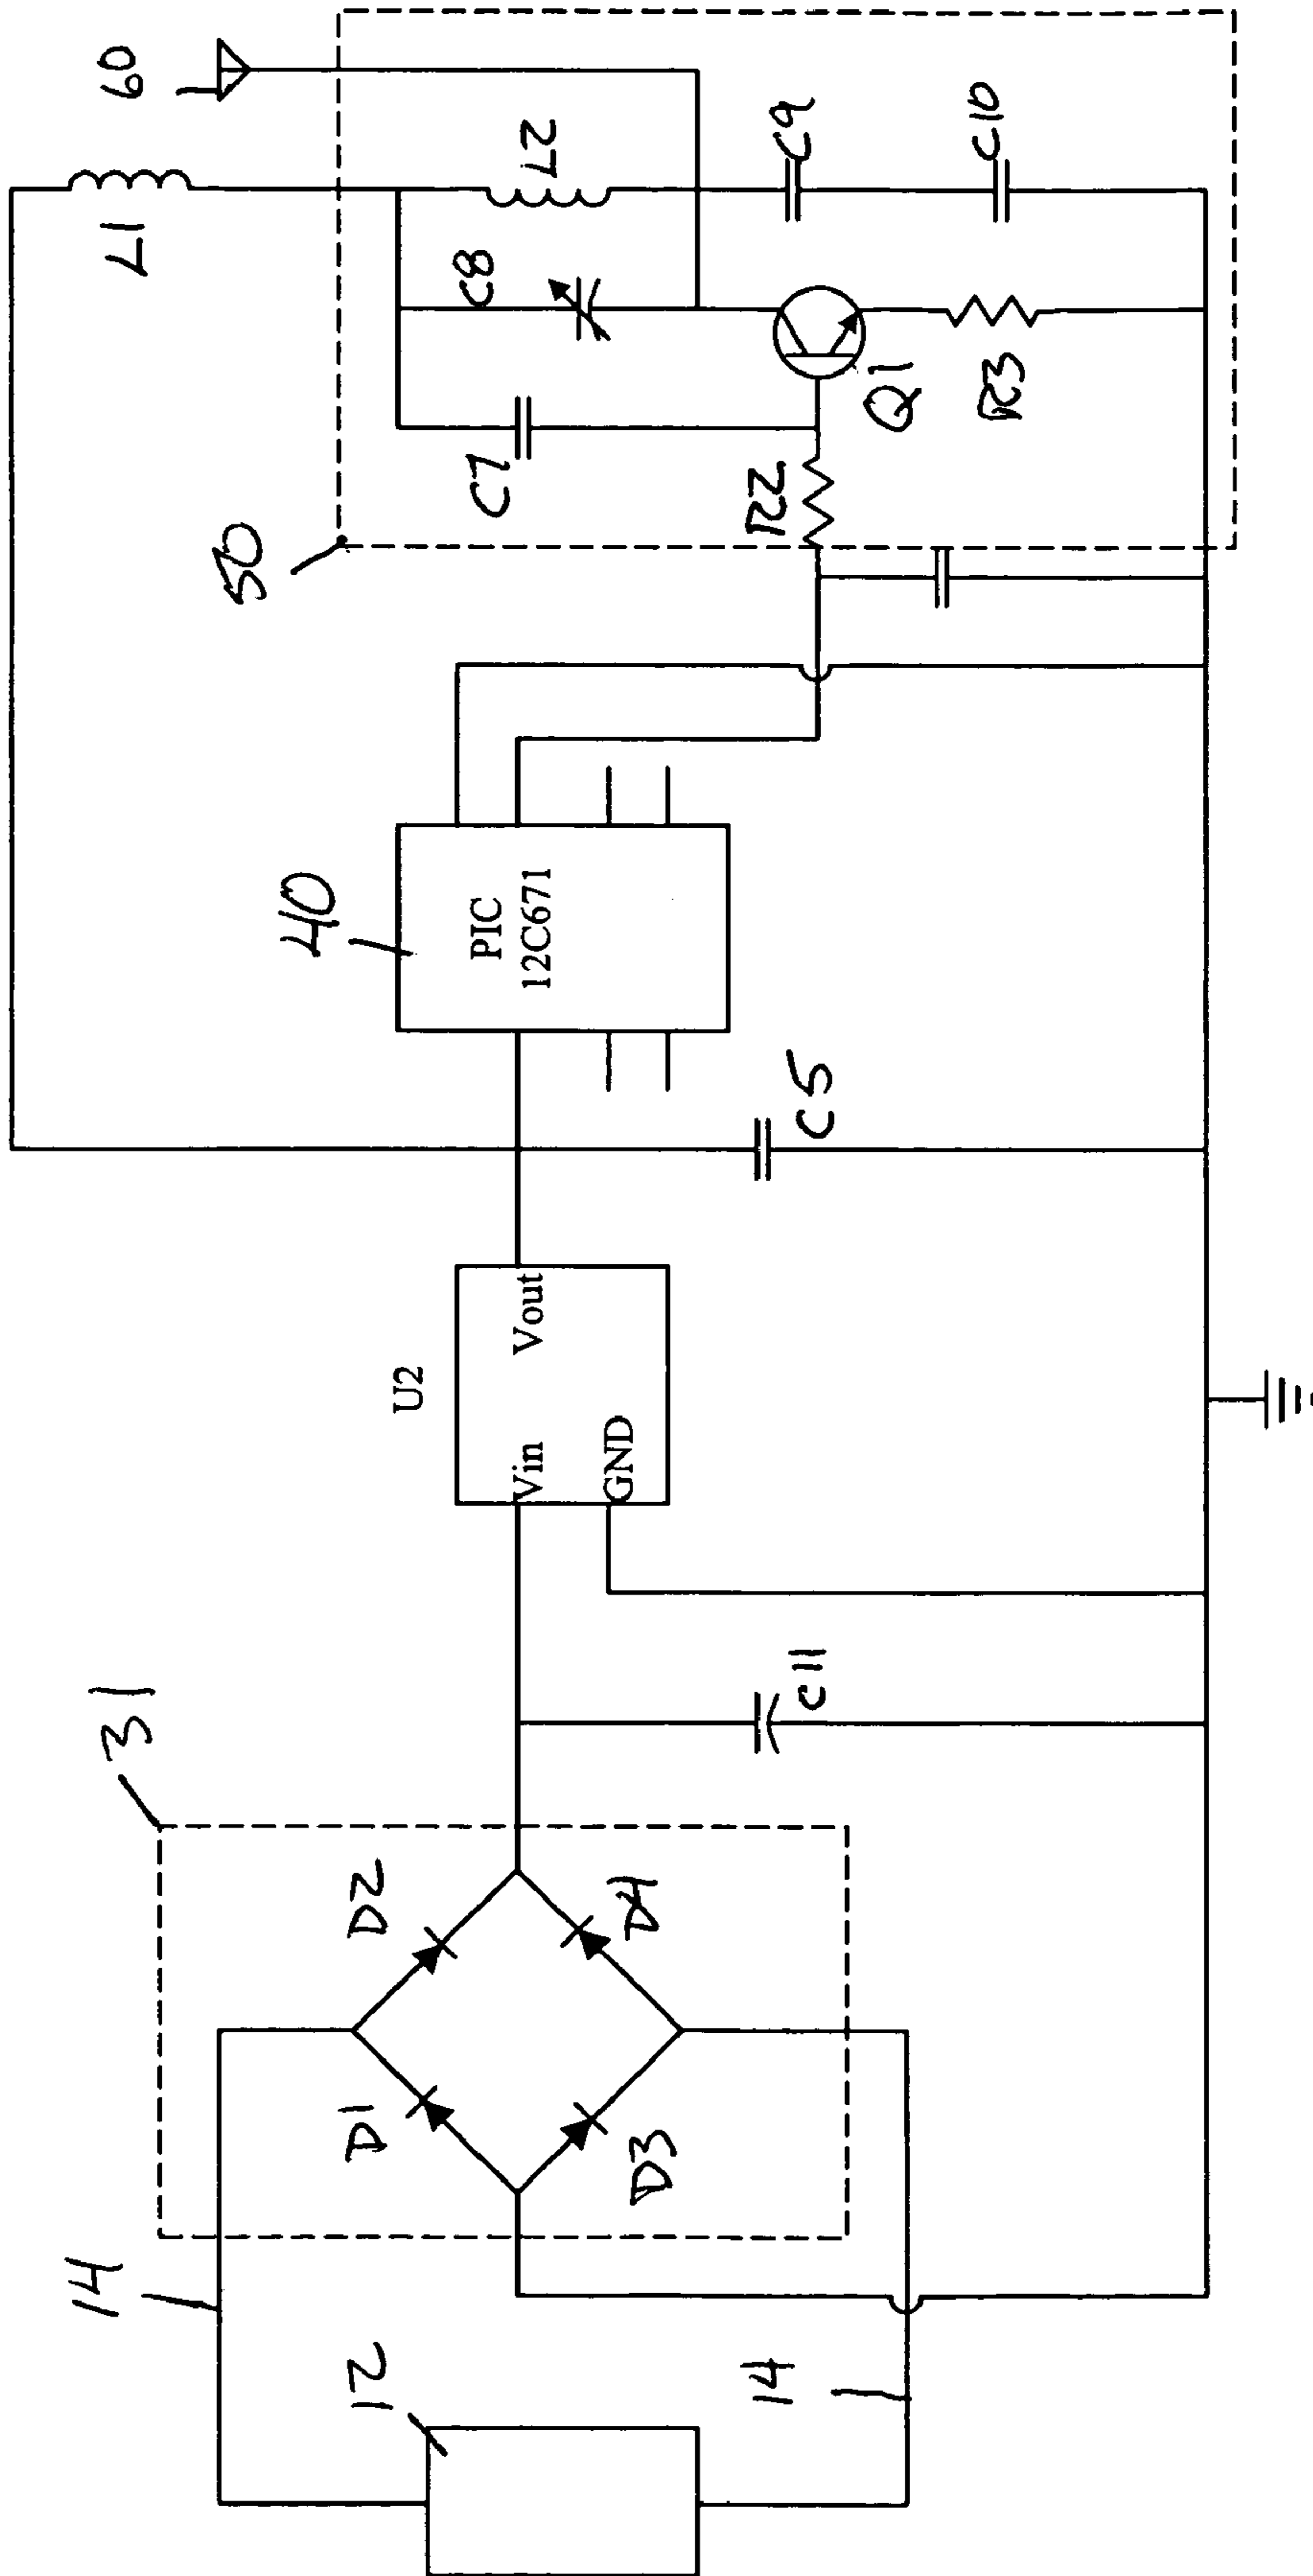 14
12
14
31
D1
D2
D3
D4
C11
U2
Vin
Vout
GND
C5
40
PIC
12C671
50
C7
C8
R2
Q1
R3
L1
L2
60
C9
C10